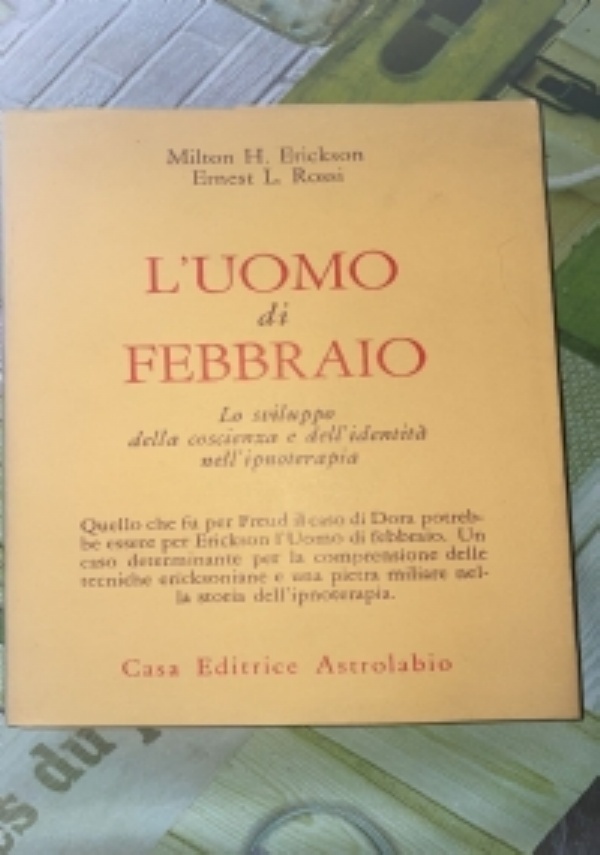 Milton H. Erickson
Ernest L. Rossi
L'UOMO
di
FEBBRAIO
Lo sviluppo
della coscienza e dell'identità
nell'ipnoterapia
Quello che fu per Freud il caso di Dora potreb-
be essere per Erickson l'Uomo di febbraio. Un
caso determinante per la comprensione delle
tecniche ericksoniane e una pietra miliare nel-
la storia dell'ipnoterapia.
Casa Editrice Astrolabio
es du